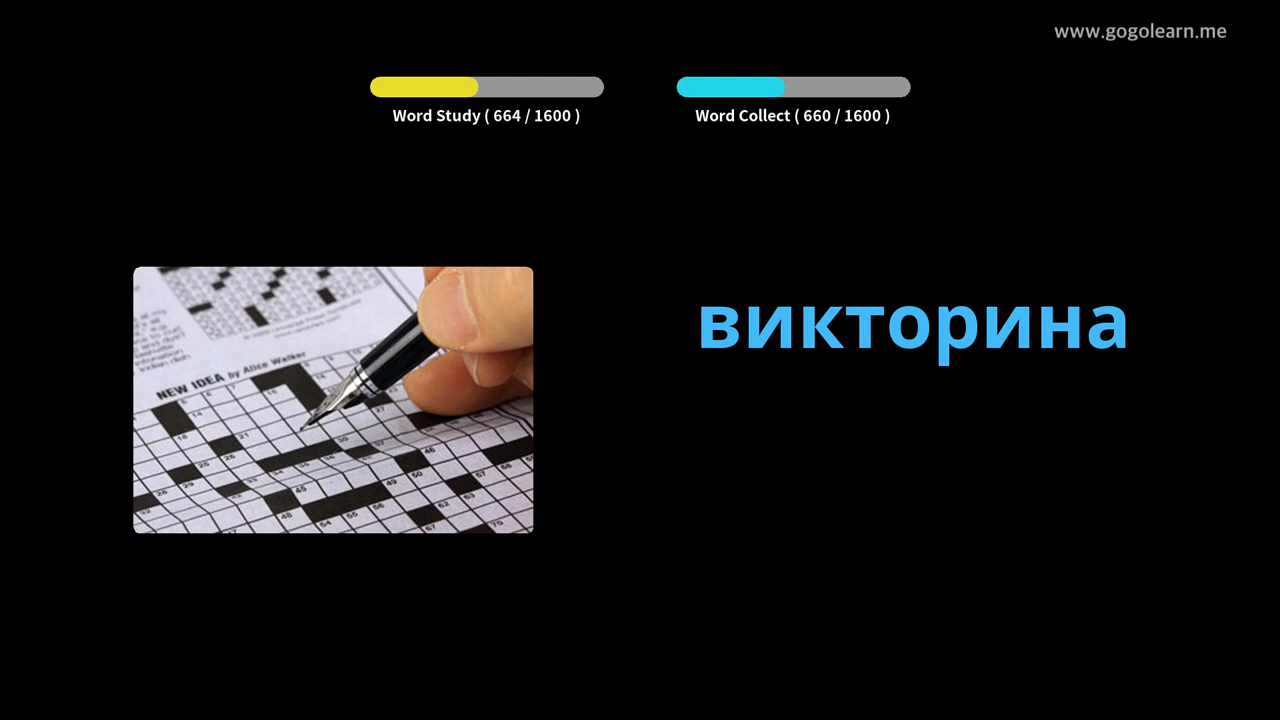 www.gogolearn.me
Word Study ( 664 / 1600 )
Word Collect ( 660 / 1600 )
викторина
NEW IDEA by Alice Walker